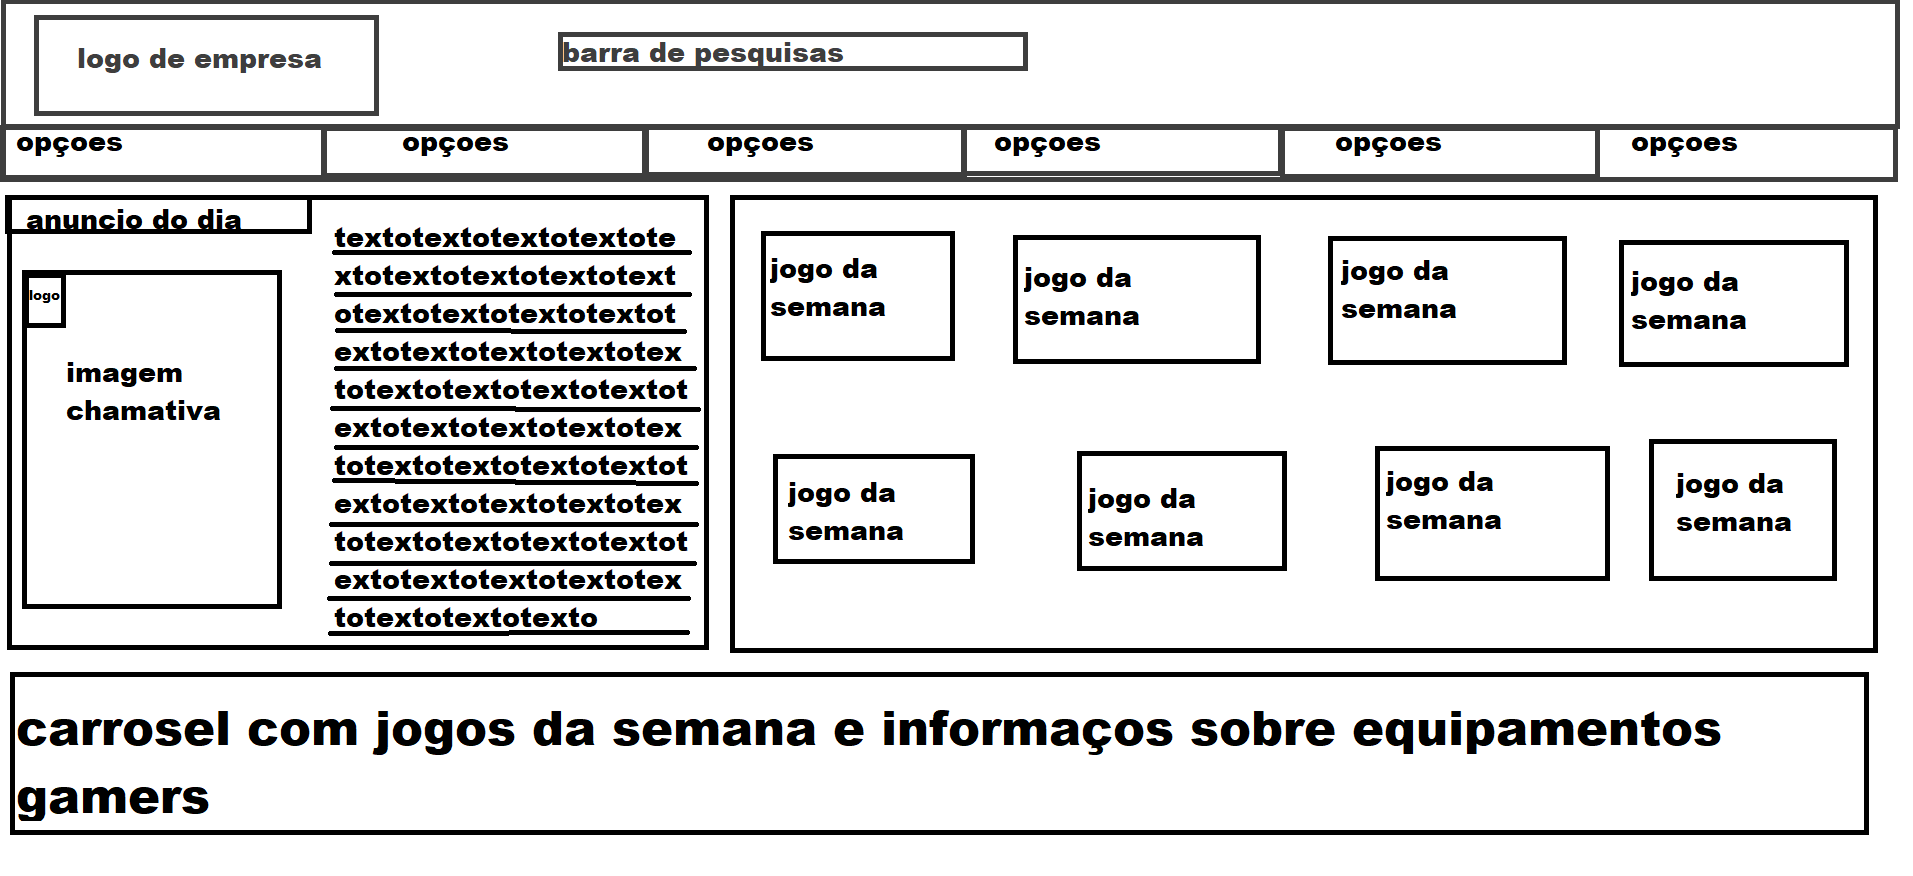 logo de empresa
barra de pesquisas
opçoes opçoes opçoes opçoes opçoes opçoes
anuncio do dia
logo
imagem
chamativa
textotextotextotextote
xtotextotextotextotext
otextotextotextotextot
extotextotextotextotex
totextotextotextotextot
extotextotextotextotex
totextotextotextotextot
extotextotextotextotex
totextotextotextotextot
extotextotextotextotex
totextotextotexto
jogo da
semana
jogo da
semana
jogo da
semana
jogo da
semana
jogo da
semana
jogo da
semana
jogo da
semana
jogo da
semana
carrosel com jogos da semana e informaços sobre equipamentos
gamers